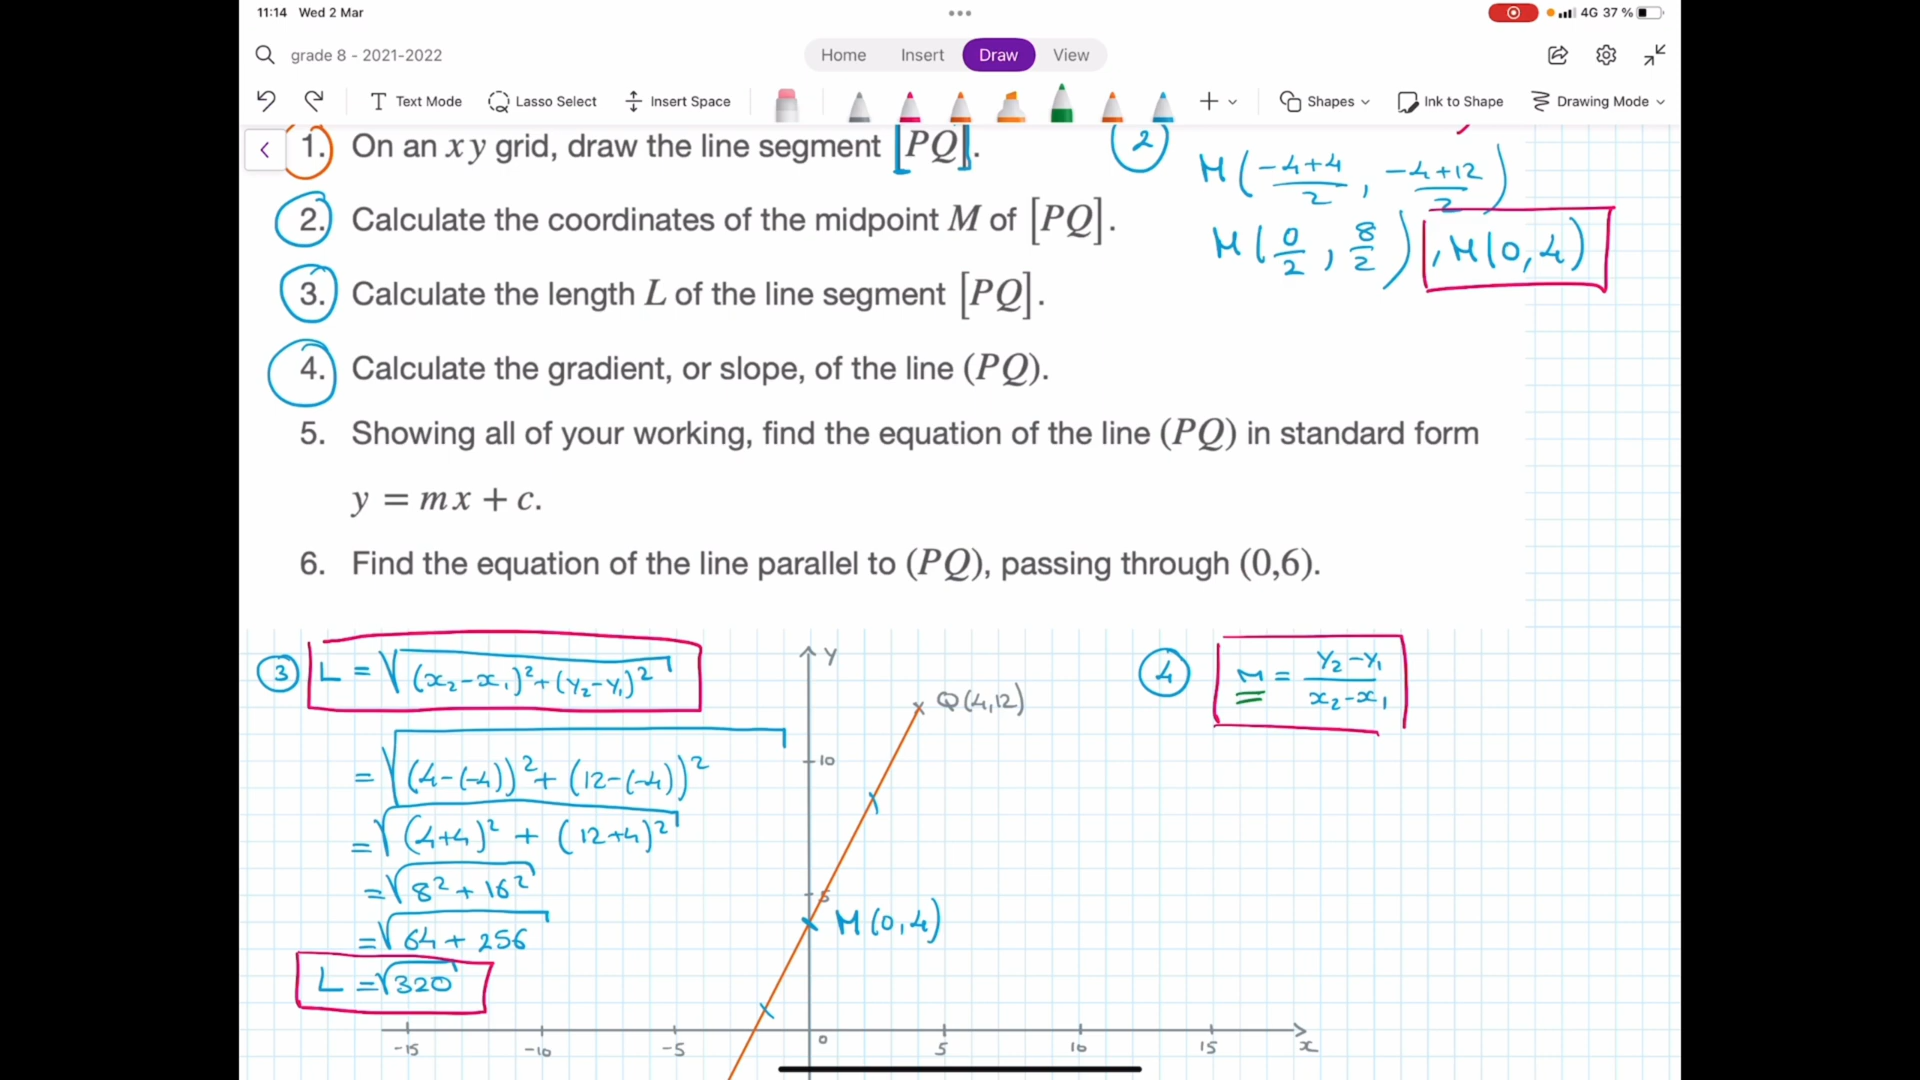 11:14 Wed 2 Mar
4G 37 %
grade 8 - 2021-2022
Home Insert Draw View
Text Mode Lasso Select Insert Space Shapes Ink to Shape Drawing Mode
1. On an x y grid, draw the line segment [PQ].
2. Calculate the coordinates of the midpoint M of [PQ].
3. Calculate the length L of the line segment [PQ].
4. Calculate the gradient, or slope, of the line (PQ).
5. Showing all of your working, find the equation of the line (PQ) in standard form
y = mx + c.
6. Find the equation of the line parallel to (PQ), passing through (0,6).
2
M(-4+4/2, -4+12/2)
M(0/2, 8/2), M(0,4)
3 L = √(x₂-x₁)²+(y₂-y₁)²
= √(4-(-4))²+(12-(-4))²
= √(4+4)² + (12+4)²
= √8²+16²
= √64+256
L = √320
y
Q(4,12)
10
5
M(0,4)
-15 -10 -5 0 5 10 15 x
4 m = y₂-y₁/x₂-x₁